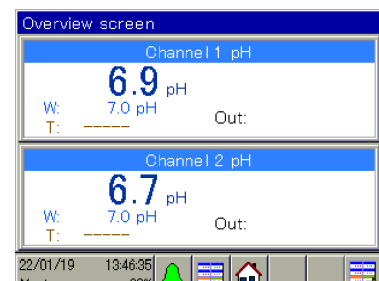 Overview screen
Channel 1 pH
6.9 pH
W: 7.0 pH
Out:
T: -----
Channel 2 pH
6.7 pH
W: 7.0 pH
Out:
T: -----
22/01/19 13:46:35